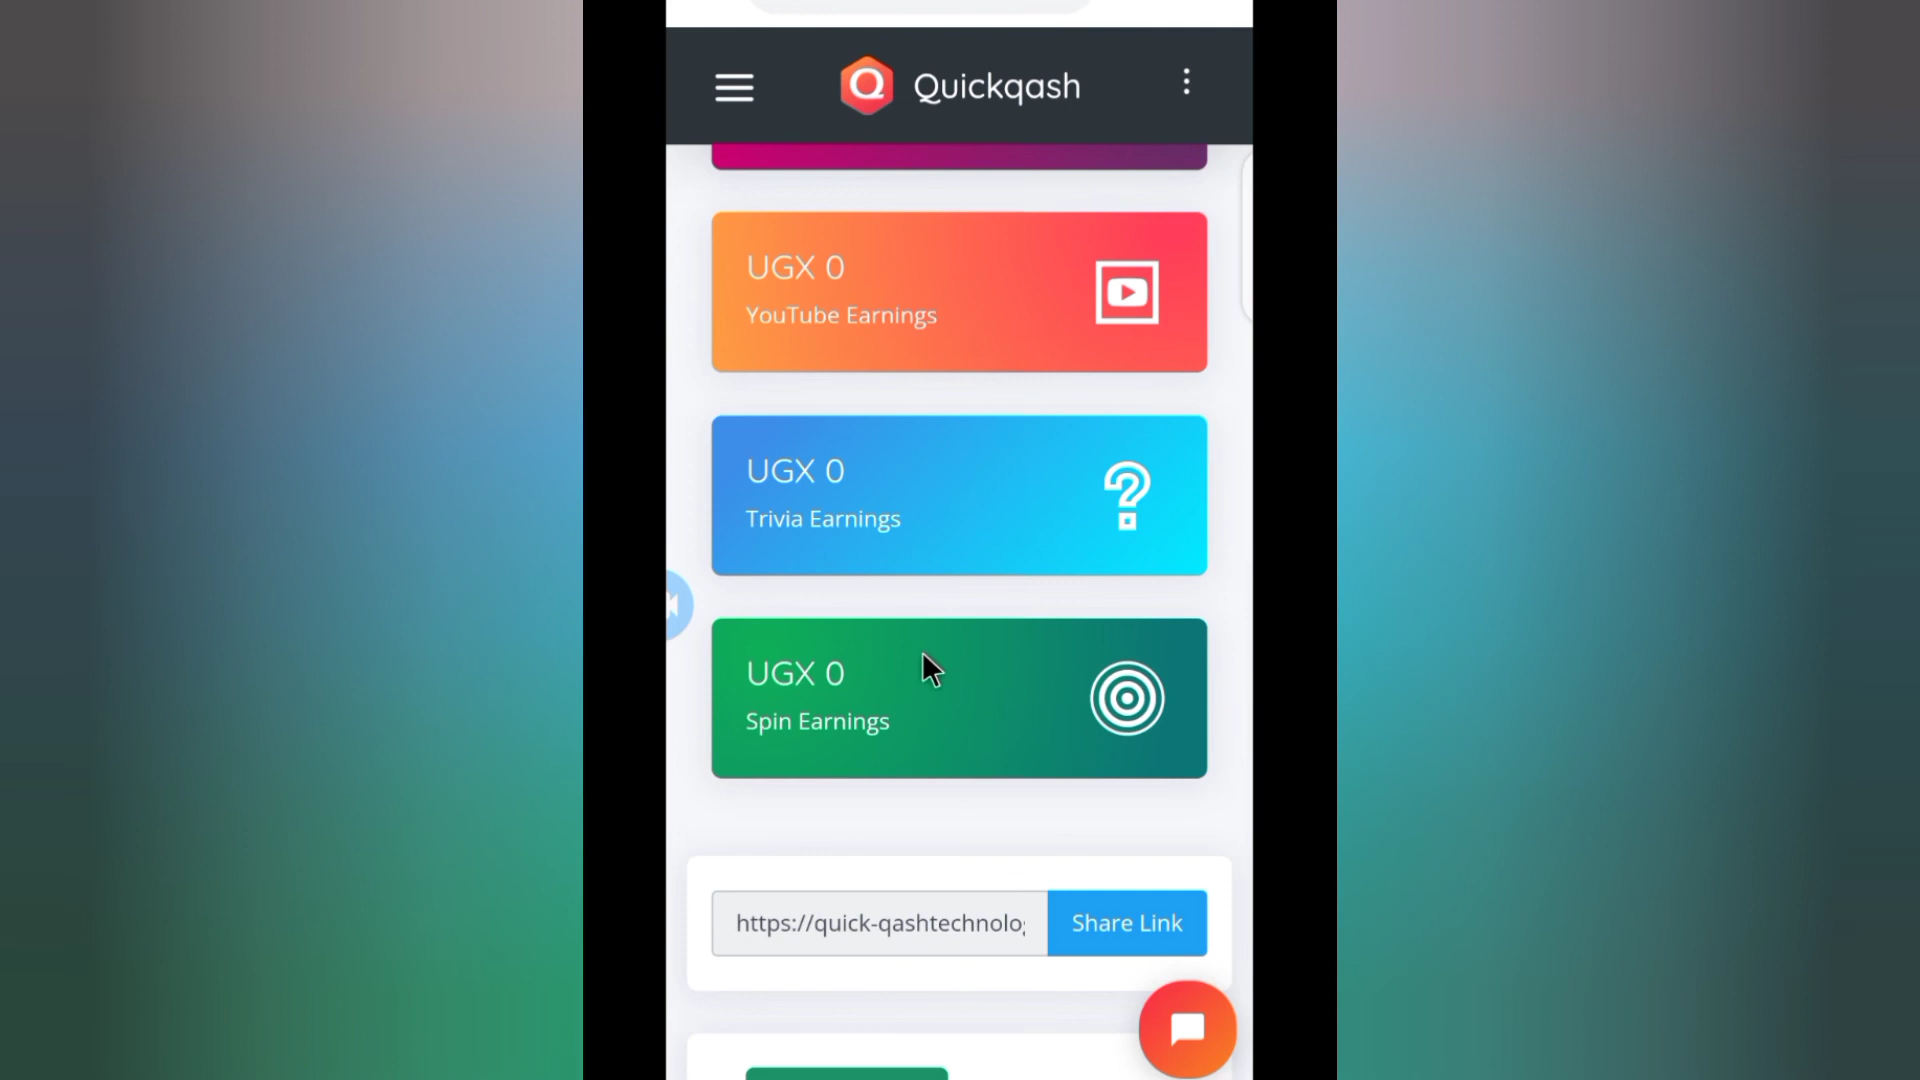 Quickqash
UGX 0
YouTube Earnings
UGX 0
Trivia Earnings
UGX 0
Spin Earnings
https://quick-qashtechnolo
Share Link